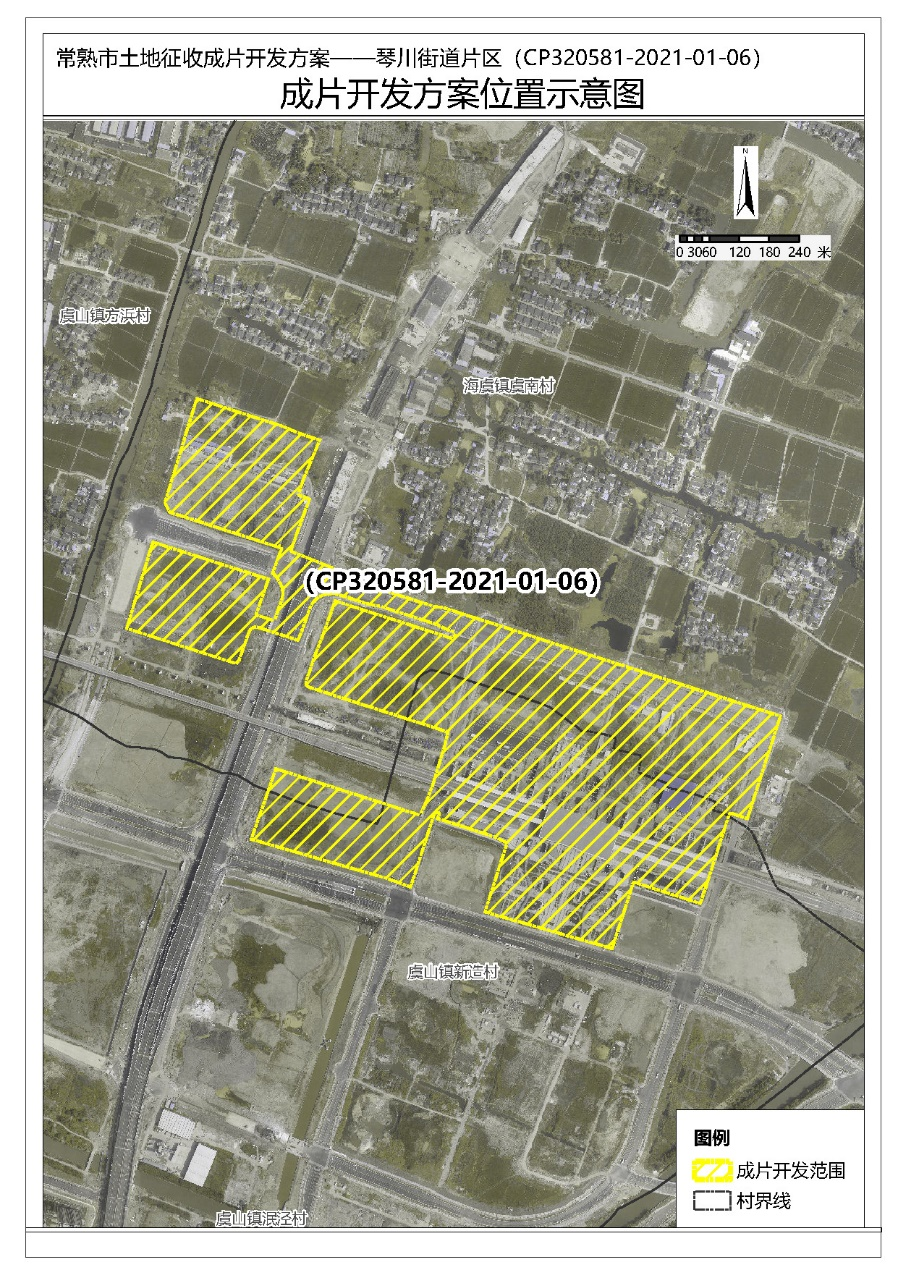 常熟市土地征收成片开发方案——琴川街道片区（CP320581-2021-01-06）
成片开发方案位置示意图
N
0 3060 120 180 240 米
虞山镇方浜村
海虞镇虞南村
(CP320581-2021-01-06)
虞山镇新造村
虞山镇泯泾村
图例
成片开发范围
村界线